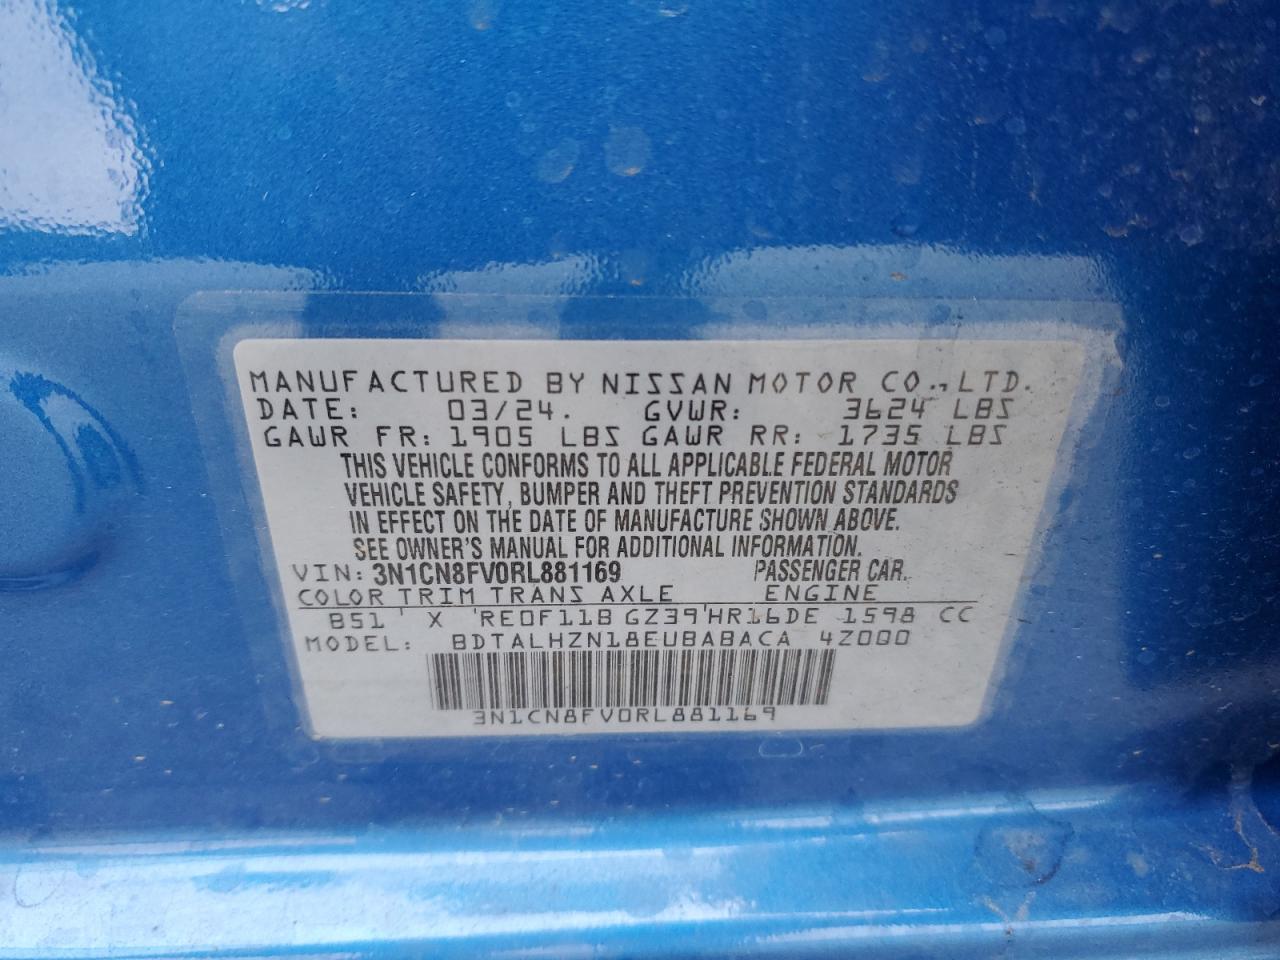 MANUFACTURED BY NISSAN MOTOR CO., LTD.
DATE: 03/24. GVWR: 3624 LBS
GAWR FR: 1905 LBS GAWR RR: 1735 LBS
THIS VEHICLE CONFORMS TO ALL APPLICABLE FEDERAL MOTOR
VEHICLE SAFETY, BUMPER AND THEFT PREVENTION STANDARDS
IN EFFECT ON THE DATE OF MANUFACTURE SHOWN ABOVE.
SEE OWNER'S MANUAL FOR ADDITIONAL INFORMATION.
VIN: 3N1CN8FV0RL881169 PASSENGER CAR.
COLOR TRIM TRANS AXLE ENGINE
B51 ' X 'RE0F11B GZ39'HR16DE 1598 CC
MODEL: BDTALHZN18EUBABACA 4Z000
3N1CN8FV0RL881169